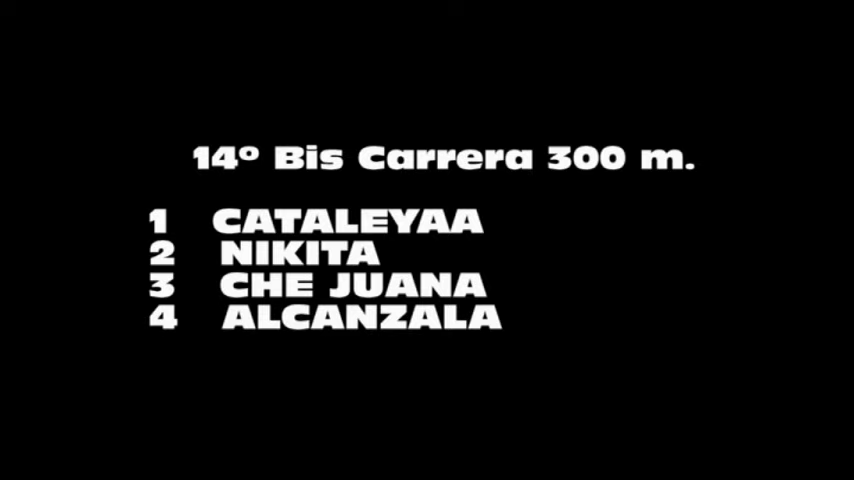 14º Bis Carrera 300 m.
1 CATALEYAA
2 NIKITA
3 CHE JUANA
4 ALCANZALA